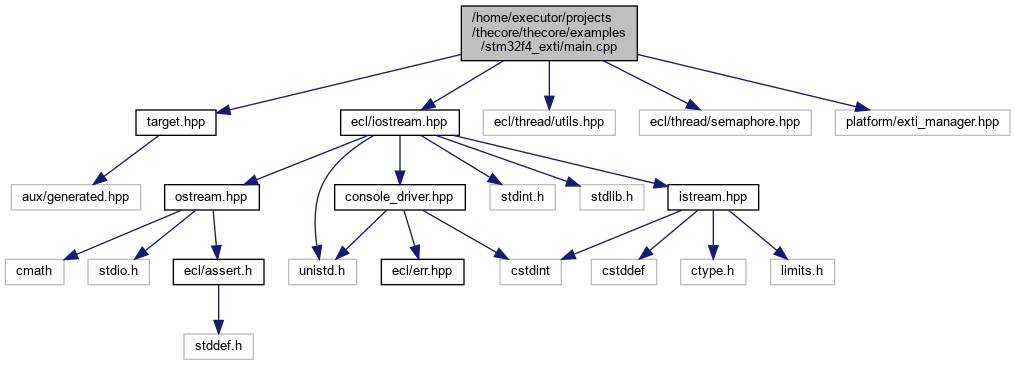 /home/executor/projects
/thecore/thecore/examples
/stm32f4_exti/main.cpp
target.hpp
ecl/iostream.hpp
ecl/thread/utils.hpp
ecl/thread/semaphore.hpp
platform/exti_manager.hpp
aux/generated.hpp
ostream.hpp
console_driver.hpp
stdint.h
stdlib.h
istream.hpp
cmath
stdio.h
ecl/assert.h
unistd.h
ecl/err.hpp
cstdint
cstddef
ctype.h
limits.h
stddef.h